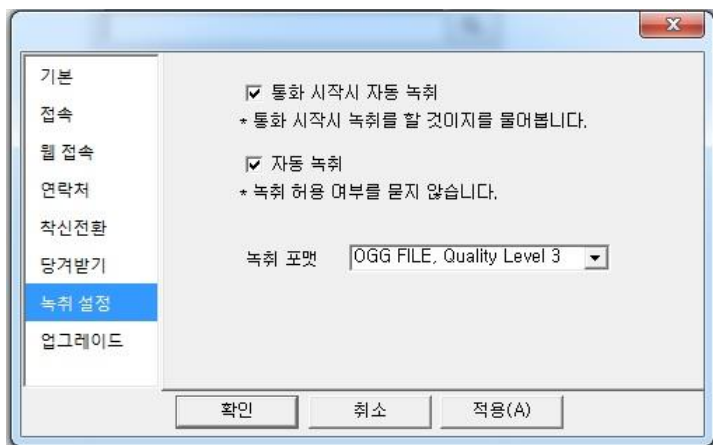 기본
접속
웹 접속
연락처
착신전환
당겨받기
녹취 설정
업그레이드
통화 시작시 자동 녹취
* 통화 시작시 녹취를 할 것이지를 물어봅니다.
자동 녹취
* 녹취 허용 여부를 묻지 않습니다.
녹취 포맷 OGG FILE, Quality Level 3
확인 취소 적용(A)